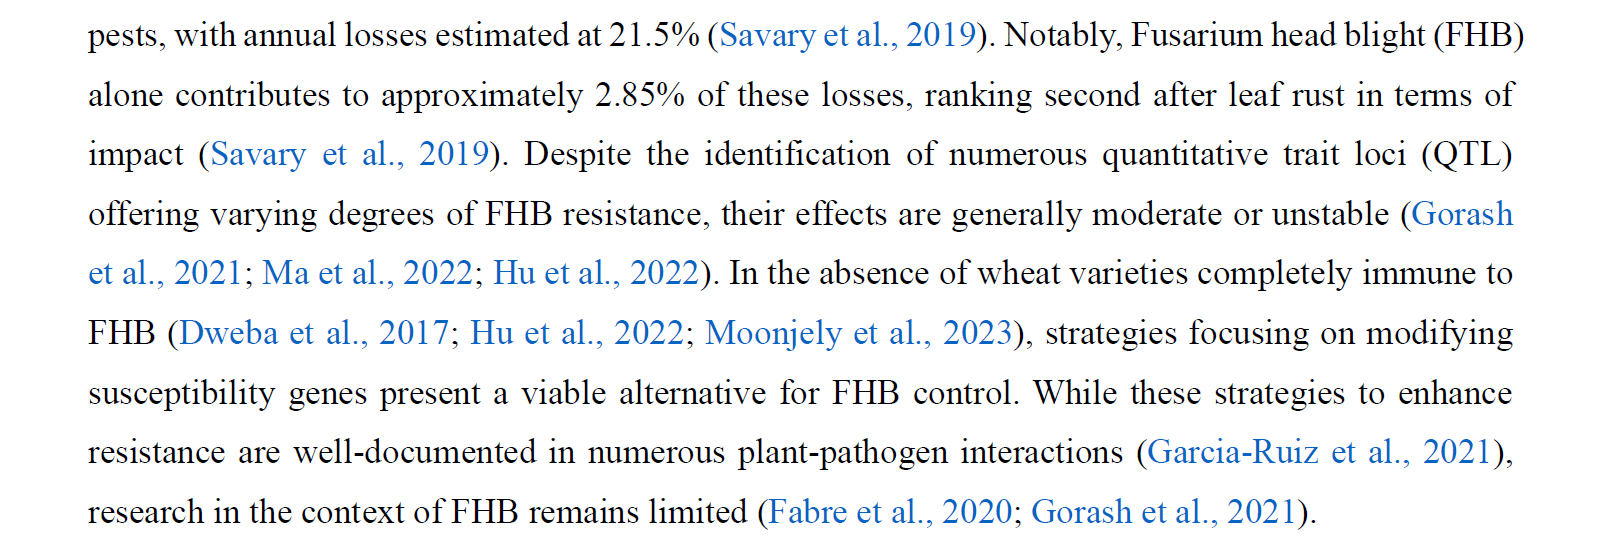 pests, with annual losses estimated at 21.5% (Savary et al., 2019). Notably, Fusarium head blight (FHB)
alone contributes to approximately 2.85% of these losses, ranking second after leaf rust in terms of
impact (Savary et al., 2019). Despite the identification of numerous quantitative trait loci (QTL)
offering varying degrees of FHB resistance, their effects are generally moderate or unstable (Gorash
et al., 2021; Ma et al., 2022; Hu et al., 2022). In the absence of wheat varieties completely immune to
FHB (Dweba et al., 2017; Hu et al., 2022; Moonjely et al., 2023), strategies focusing on modifying
susceptibility genes present a viable alternative for FHB control. While these strategies to enhance
resistance are well-documented in numerous plant-pathogen interactions (Garcia-Ruiz et al., 2021),
research in the context of FHB remains limited (Fabre et al., 2020; Gorash et al., 2021).